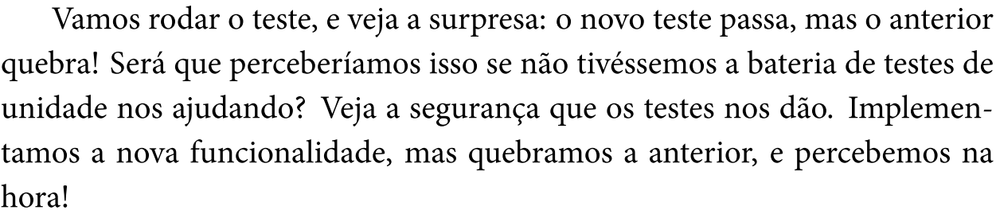 Vamos rodar o teste, e veja a surpresa: o novo teste passa, mas o anterior
quebra! Será que perceberíamos isso se não tivéssemos a bateria de testes de
unidade nos ajudando? Veja a segurança que os testes nos dão. Implemen-
tamos a nova funcionalidade, mas quebramos a anterior, e percebemos na
hora!